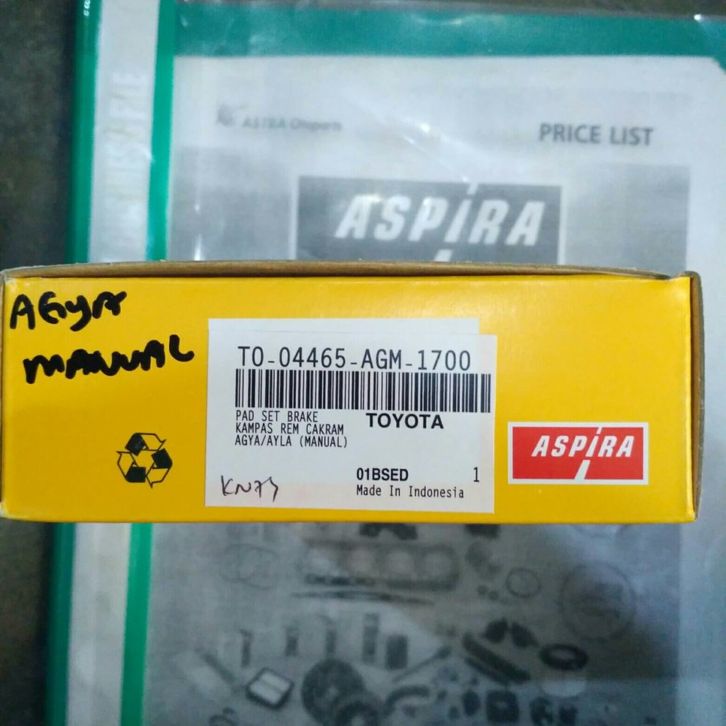 ASTRA Otoparts
PRICE LIST
ASPIRA
AGYA
MANUAL
TO-04465-AGM-1700
PAD SET BRAKE
TOYOTA
KAMPAS REM CAKRAM
AGYA/AYLA (MANUAL)
01BSED 1
Made In Indonesia
ASPIRA